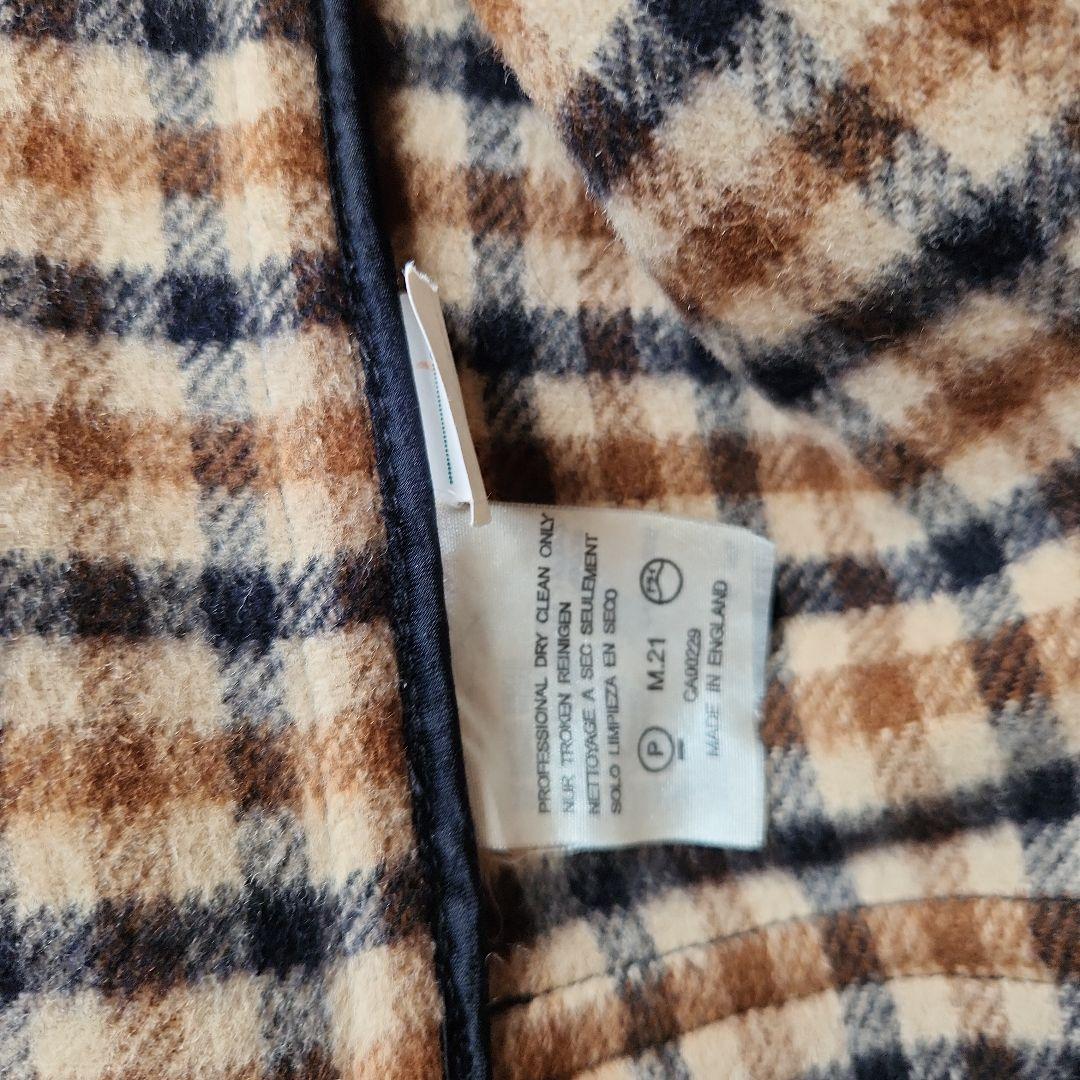 PROFESSIONAL DRY CLEAN ONLY
NUR TROKEN REINIGEN
NETTOYAGE A SEC SEULEMENT
SOLO LIMPIEZA EN SECO
P M.21
CA00229
MADE IN ENGLAND